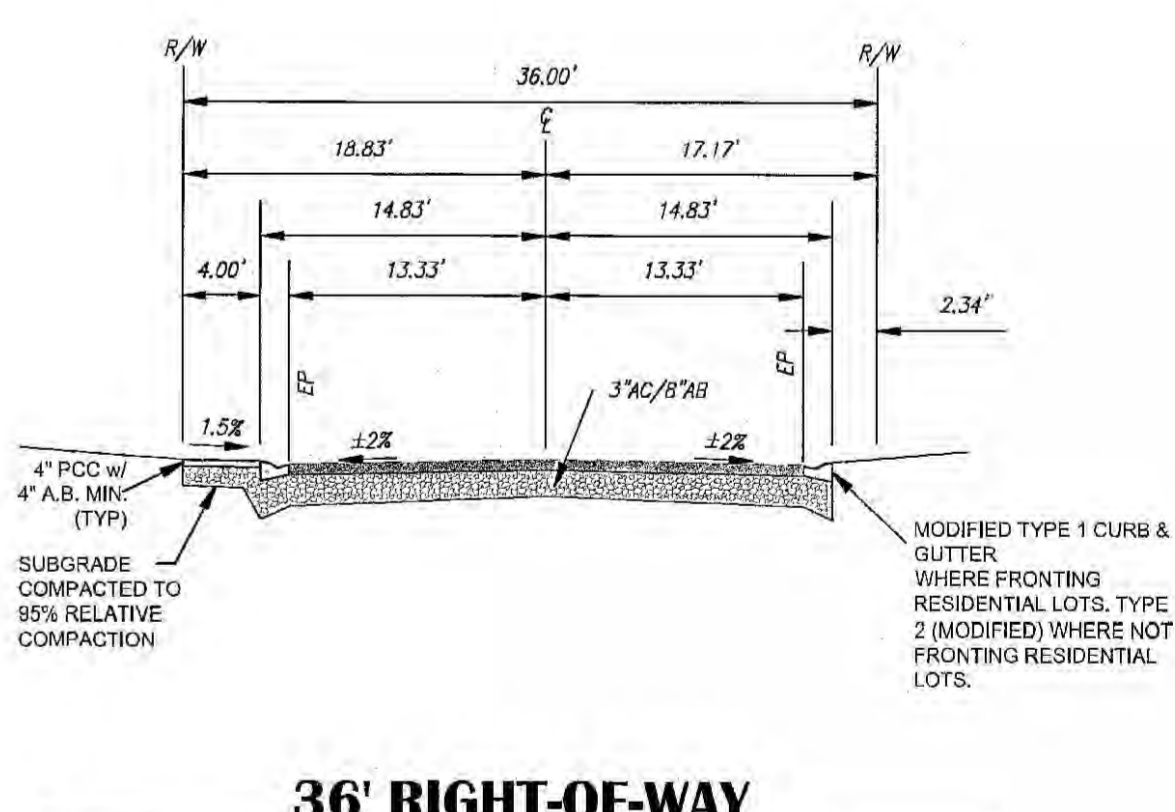 R/W
R/W
36.00'
℄
18.83'
17.17'
14.83'
14.83'
4.00'
13.33'
13.33'
2.34'
EP
EP
3"AC/8"AB
1.5%
±2%
±2%
4" PCC w/
4" A.B. MIN.
(TYP)
SUBGRADE
COMPACTED TO
95% RELATIVE
COMPACTION
MODIFIED TYPE 1 CURB &
GUTTER
WHERE FRONTING
RESIDENTIAL LOTS. TYPE
2 (MODIFIED) WHERE NOT
FRONTING RESIDENTIAL
LOTS.
36' RIGHT-OF-WAY